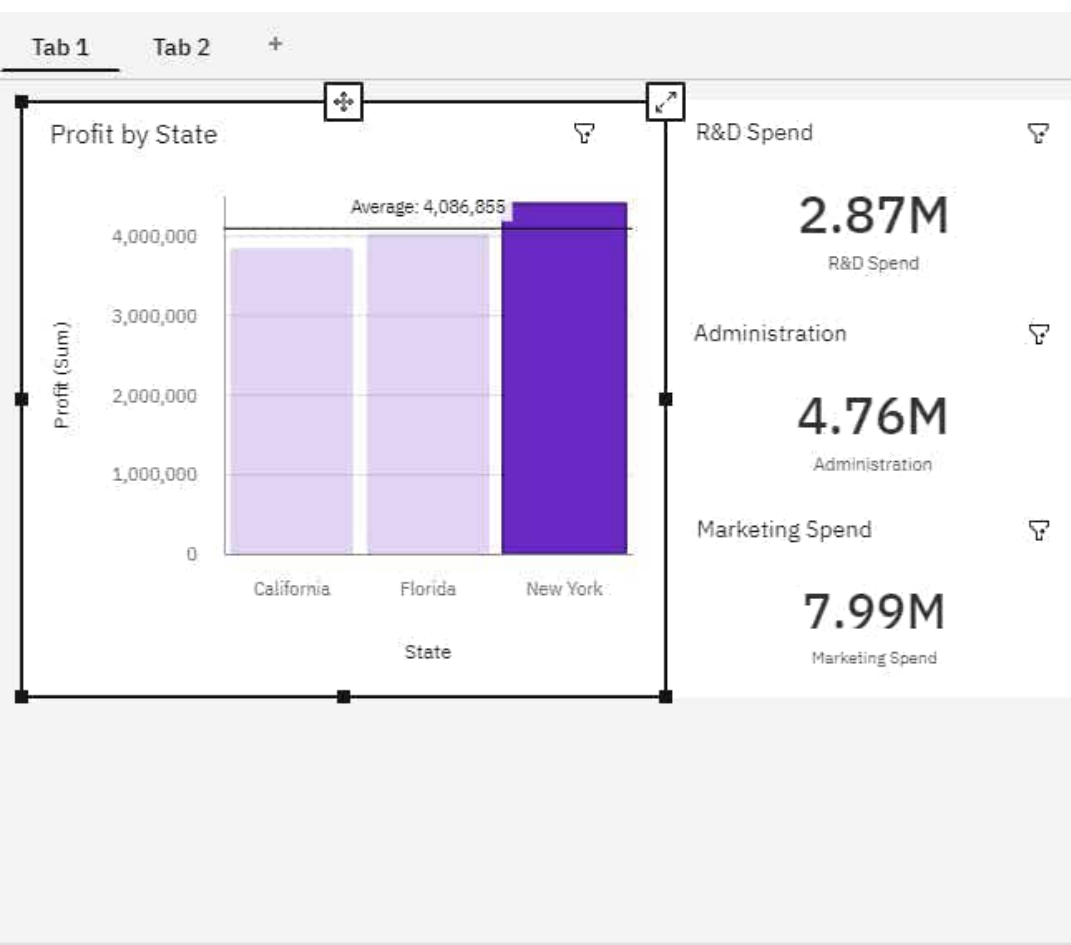 Tab 1
Tab 2
+
Profit by State
Average: 4,086,855
4,000,000
3,000,000
2,000,000
1,000,000
0
Profit (Sum)
California
Florida
New York
State
R&D Spend
2.87M
R&D Spend
Administration
4.76M
Administration
Marketing Spend
7.99M
Marketing Spend